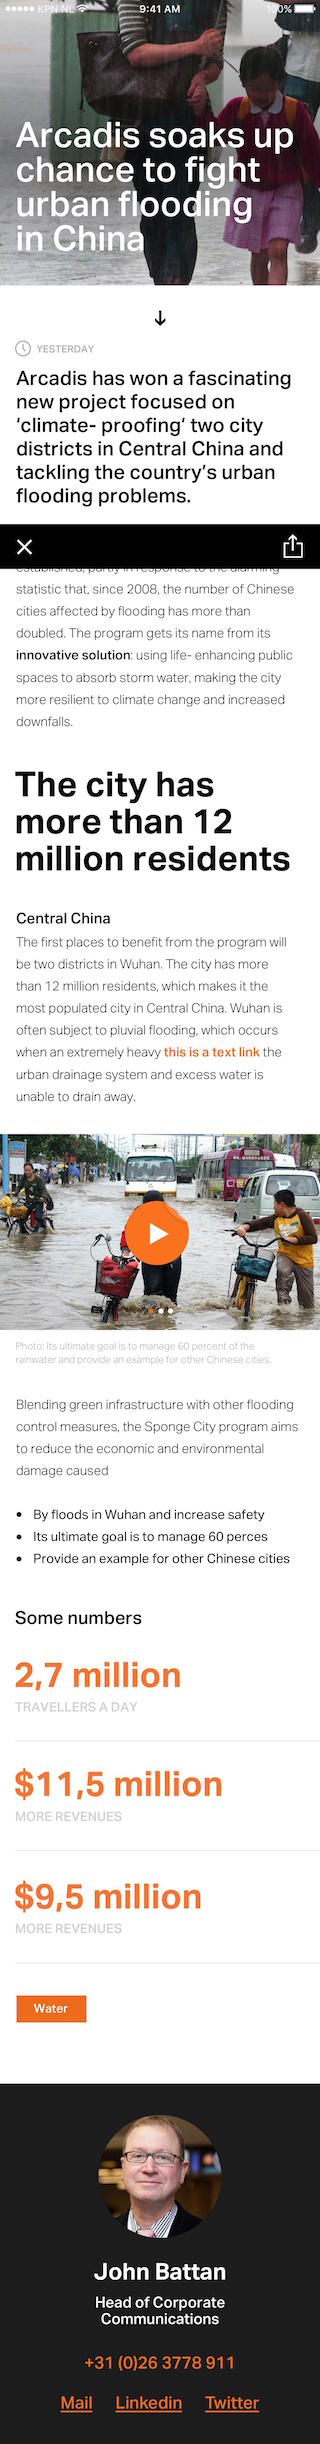 KPN NL 9:41 AM 100%
Arcadis soaks up
chance to fight
urban flooding
in China
YESTERDAY
Arcadis has won a fascinating
new project focused on
‘climate- proofing’ two city
districts in Central China and
tackling the country’s urban
flooding problems.
established, partly in response to the alarming
statistic that, since 2008, the number of Chinese
cities affected by flooding has more than
doubled. The program gets its name from its
innovative solution: using life- enhancing public
spaces to absorb storm water, making the city
more resilient to climate change and increased
downfalls.
The city has
more than 12
million residents
Central China
The first places to benefit from the program will
be two districts in Wuhan. The city has more
than 12 million residents, which makes it the
most populated city in Central China. Wuhan is
often subject to pluvial flooding, which occurs
when an extremely heavy this is a text link the
urban drainage system and excess water is
unable to drain away.
Photo: Its ultimate goal is to manage 60 percent of the
rainwater and provide an example for other Chinese cities.
Blending green infrastructure with other flooding
control measures, the Sponge City program aims
to reduce the economic and environmental
damage caused
• By floods in Wuhan and increase safety
• Its ultimate goal is to manage 60 perces
• Provide an example for other Chinese cities
Some numbers
2,7 million
TRAVELLERS A DAY
$11,5 million
MORE REVENUES
$9,5 million
MORE REVENUES
Water
John Battan
Head of Corporate
Communications
+31 (0)26 3778 911
Mail Linkedin Twitter